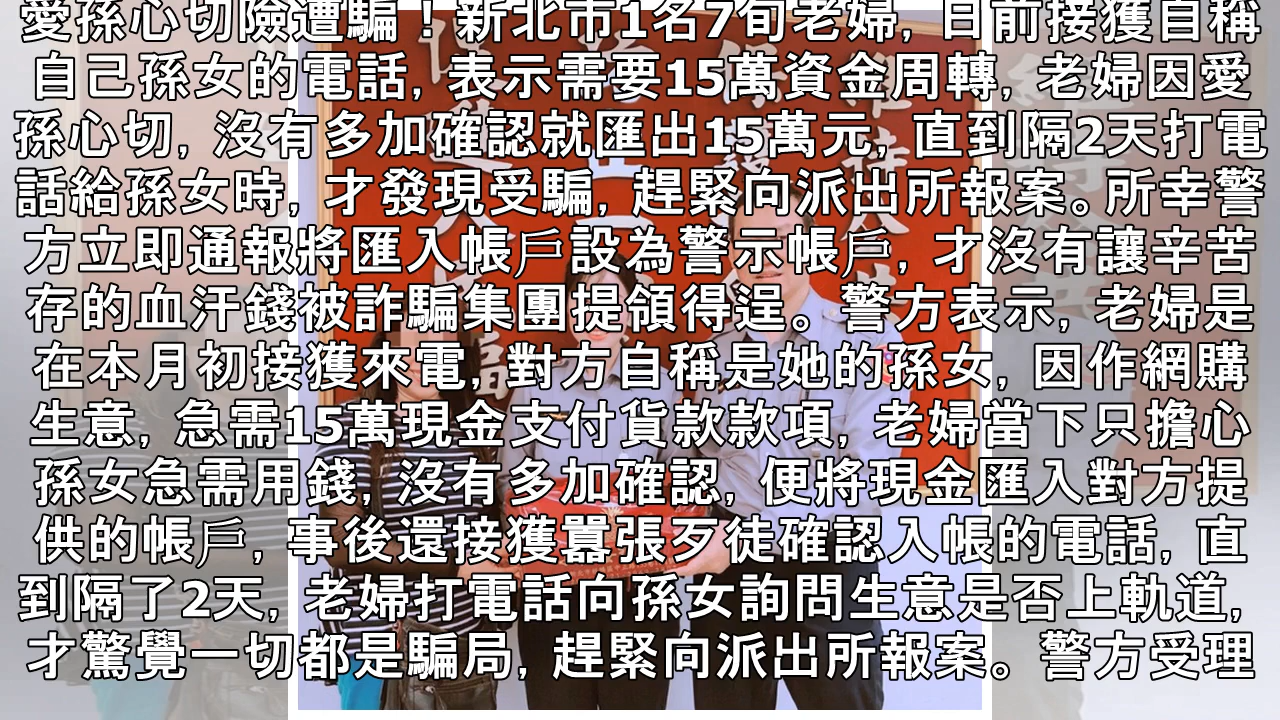 愛孫心切險遭騙！新北市1名7旬老婦, 日前接獲自稱
自己孫女的電話, 表示需要15萬資金周轉, 老婦因愛
孫心切, 沒有多加確認就匯出15萬元, 直到隔2天打電
話給孫女時, 才發現受騙, 趕緊向派出所報案。所幸警
方立即通報將匯入帳戶設為警示帳戶, 才沒有讓辛苦
存的血汗錢被詐騙集團提領得逞。警方表示, 老婦是
在本月初接獲來電, 對方自稱是她的孫女, 因作網購
生意, 急需15萬現金支付貨款款項, 老婦當下只擔心
孫女急需用錢, 沒有多加確認, 便將現金匯入對方提
供的帳戶, 事後還接獲囂張歹徒確認入帳的電話, 直
到隔了2天, 老婦打電話向孫女詢問生意是否上軌道,
才驚覺一切都是騙局, 趕緊向派出所報案。警方受理